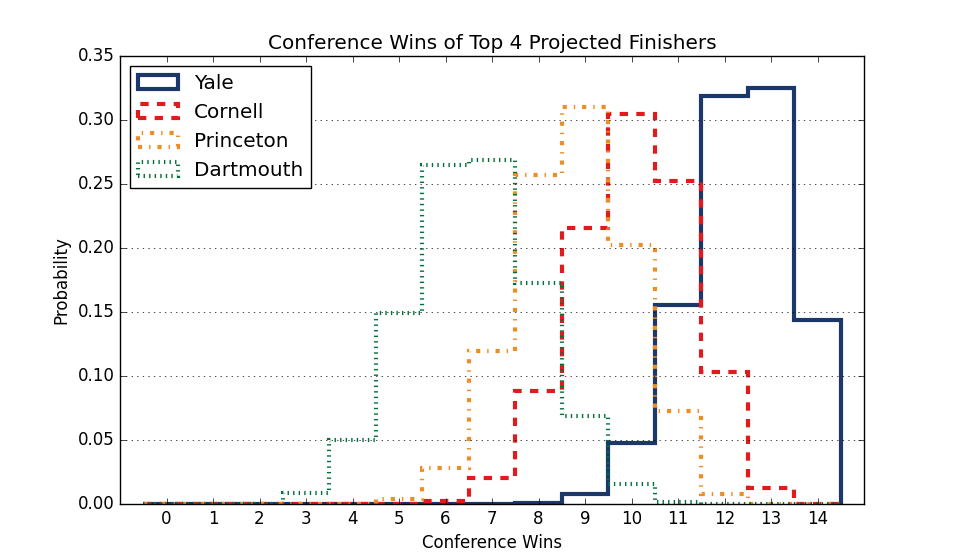 Conference Wins of Top 4 Projected Finishers
Yale
Cornell
Princeton
Dartmouth
0.35
0.30
0.25
0.20
0.15
0.10
0.05
0.00
Probability
0 1 2 3 4 5 6 7 8 9 10 11 12 13 14
Conference Wins